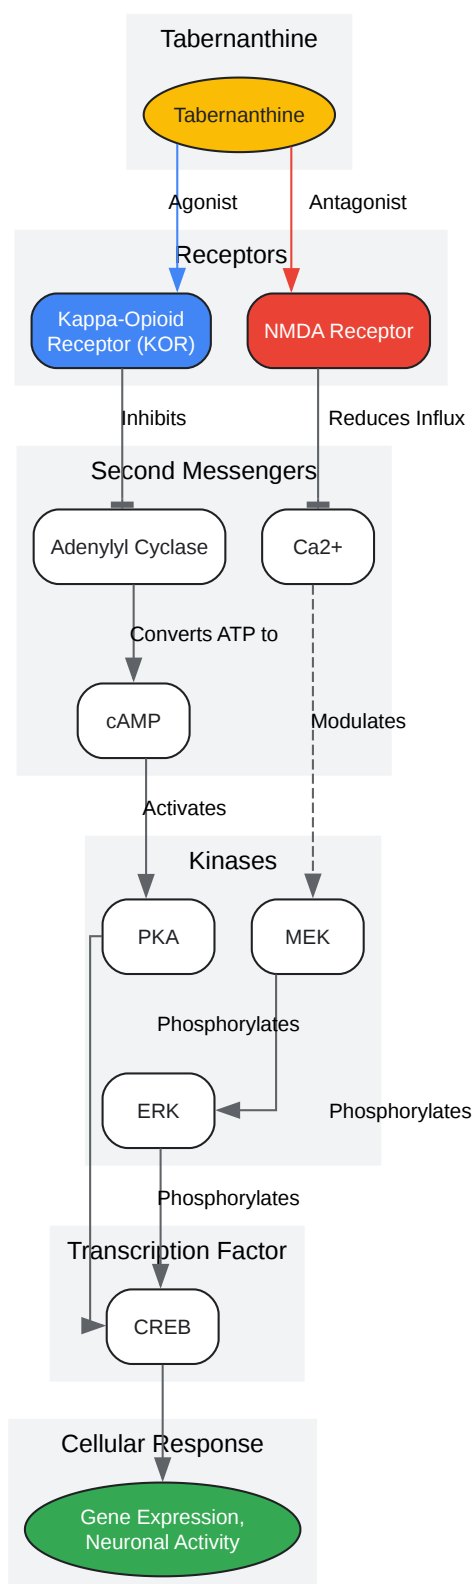 Tabernanthine
Tabernanthine
Agonist
Antagonist
Receptors
Kappa-Opioid
Receptor (KOR)
NMDA Receptor
Inhibits
Reduces Influx
Second Messengers
Adenylyl Cyclase
Ca2+
Converts ATP to
cAMP
Modulates
Activates
Kinases
PKA
MEK
Phosphorylates
ERK
Phosphorylates
Phosphorylates
Transcription Factor
CREB
Cellular Response
Gene Expression,
Neuronal Activity